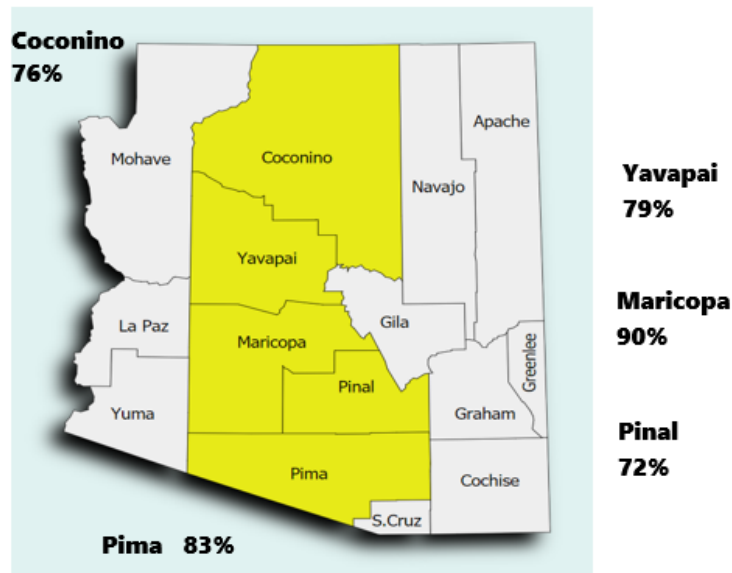 Coconino
76%
Apache
Mohave
Coconino
Navajo
Yavapai
79%
Yavapai
Maricopa
90%
La Paz
Gila
Maricopa
Greenlee
Pinal
Yuma
Graham
Pinal
72%
Pima
Cochise
S.Cruz
Pima 83%